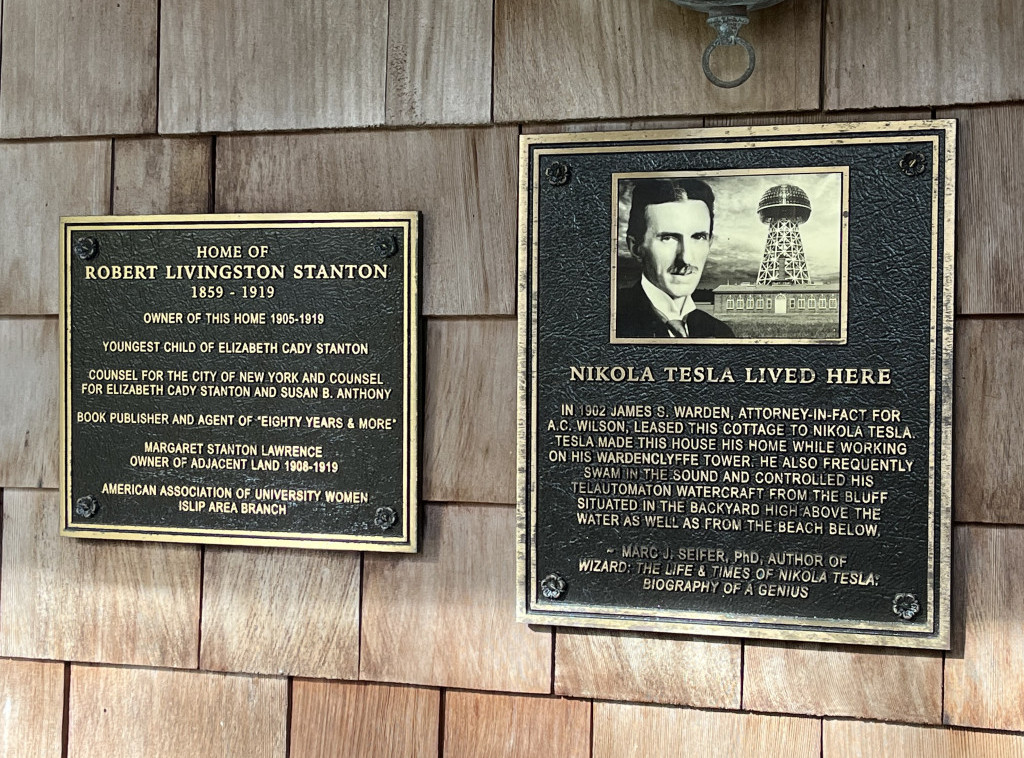 HOME OF
ROBERT LIVINGSTON STANTON
1859 - 1919
OWNER OF THIS HOME 1905-1919
YOUNGEST CHILD OF ELIZABETH CADY STANTON
COUNSEL FOR THE CITY OF NEW YORK AND COUNSEL
FOR ELIZABETH CADY STANTON AND SUSAN B. ANTHONY
BOOK PUBLISHER AND AGENT OF "EIGHTY YEARS & MORE"
MARGARET STANTON LAWRENCE
OWNER OF ADJACENT LAND 1908-1919
AMERICAN ASSOCIATION OF UNIVERSITY WOMEN
ISLIP AREA BRANCH
NIKOLA TESLA LIVED HERE
IN 1902 JAMES S. WARDEN, ATTORNEY-IN-FACT FOR
A.C. WILSON, LEASED THIS COTTAGE TO NIKOLA TESLA.
TESLA MADE THIS HOUSE HIS HOME WHILE WORKING
ON HIS WARDENCLYFFE TOWER. HE ALSO FREQUENTLY
SWAM IN THE SOUND AND CONTROLLED HIS
TELAUTOMATON WATERCRAFT FROM THE BLUFF
SITUATED IN THE BACKYARD HIGH ABOVE THE
WATER AS WELL AS FROM THE BEACH BELOW.
~ MARC J. SEIFER, PhD, AUTHOR OF
WIZARD: THE LIFE & TIMES OF NIKOLA TESLA:
BIOGRAPHY OF A GENIUS